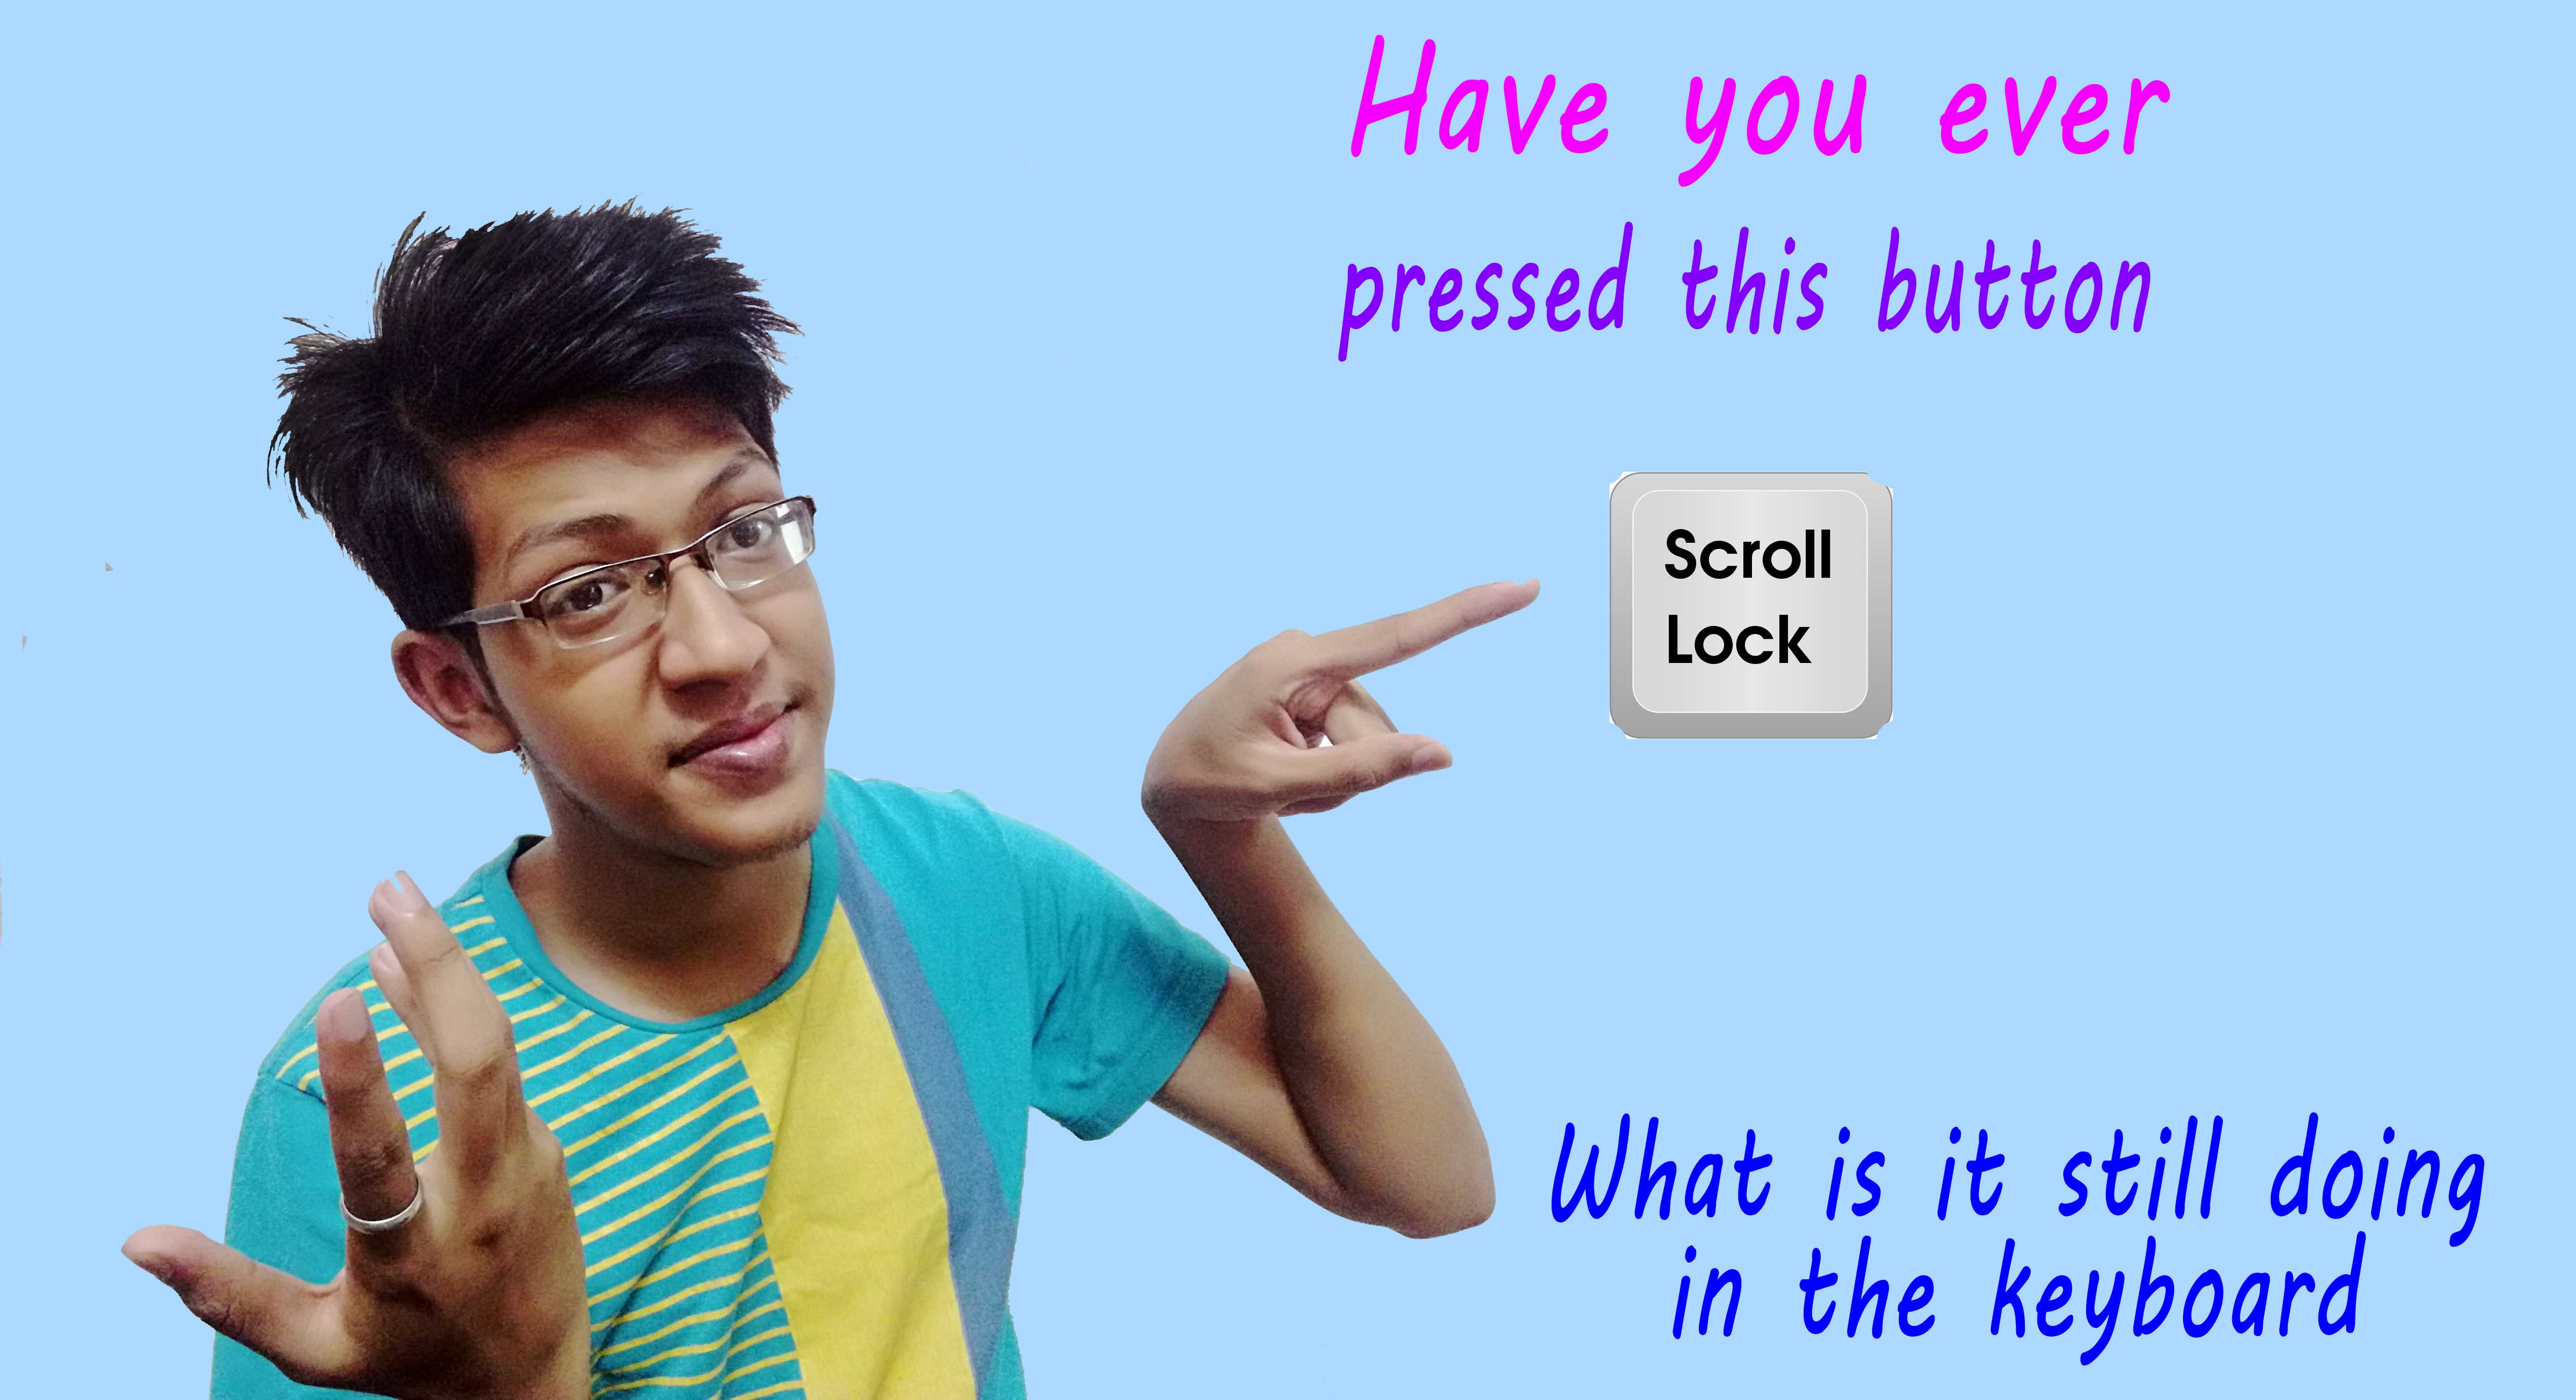 Have you ever
pressed this button
Scroll
Lock
What is it still doing
in the keyboard